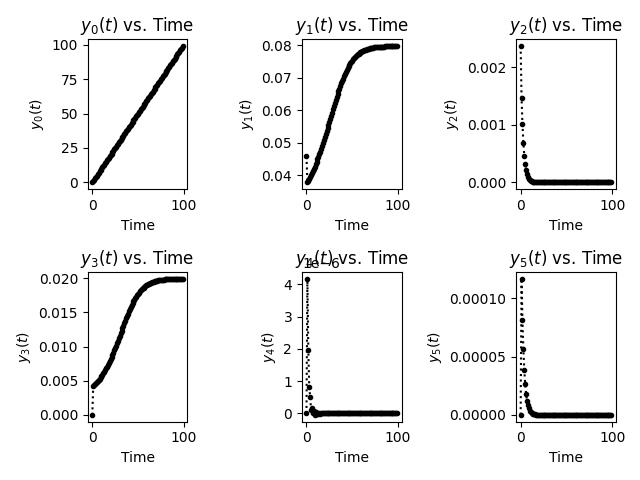 y₀(t) vs. Time
y₁(t) vs. Time
y₂(t) vs. Time
100
75
50
25
0
y₀(t)
0
100
Time
0.08
0.07
0.06
0.05
0.04
y₁(t)
0
100
Time
0.002
0.001
0.000
y₂(t)
0
100
Time
y₃(t) vs. Time
y₄(t) vs. Time
y₅(t) vs. Time
0.020
0.015
0.010
0.005
0.000
y₃(t)
0
100
Time
1e−6
4
3
2
1
0
y₄(t)
0
100
Time
0.00010
0.00005
0.00000
y₅(t)
0
100
Time